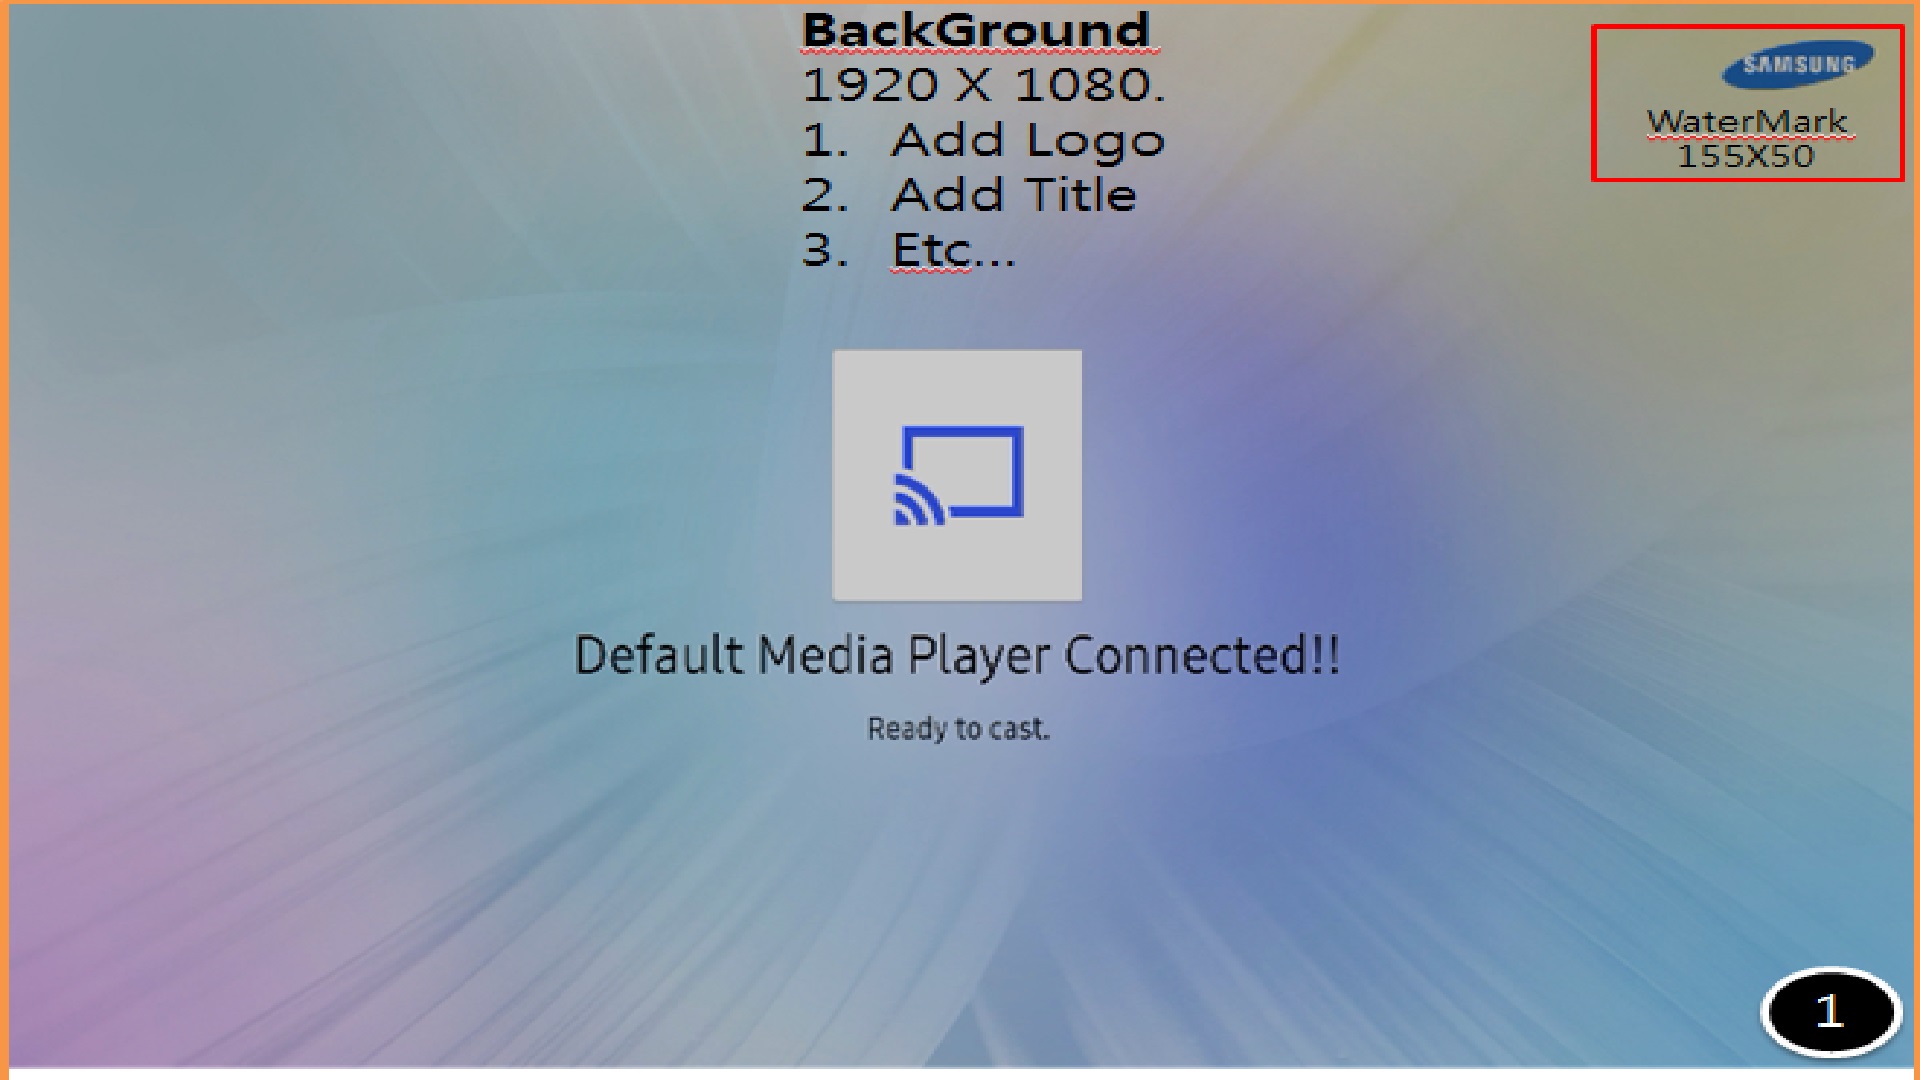 BackGround
1920 X 1080.
1. Add Logo
2. Add Title
3. Etc...
SAMSUNG
WaterMark
155X50
Default Media Player Connected!!
Ready to cast.
1